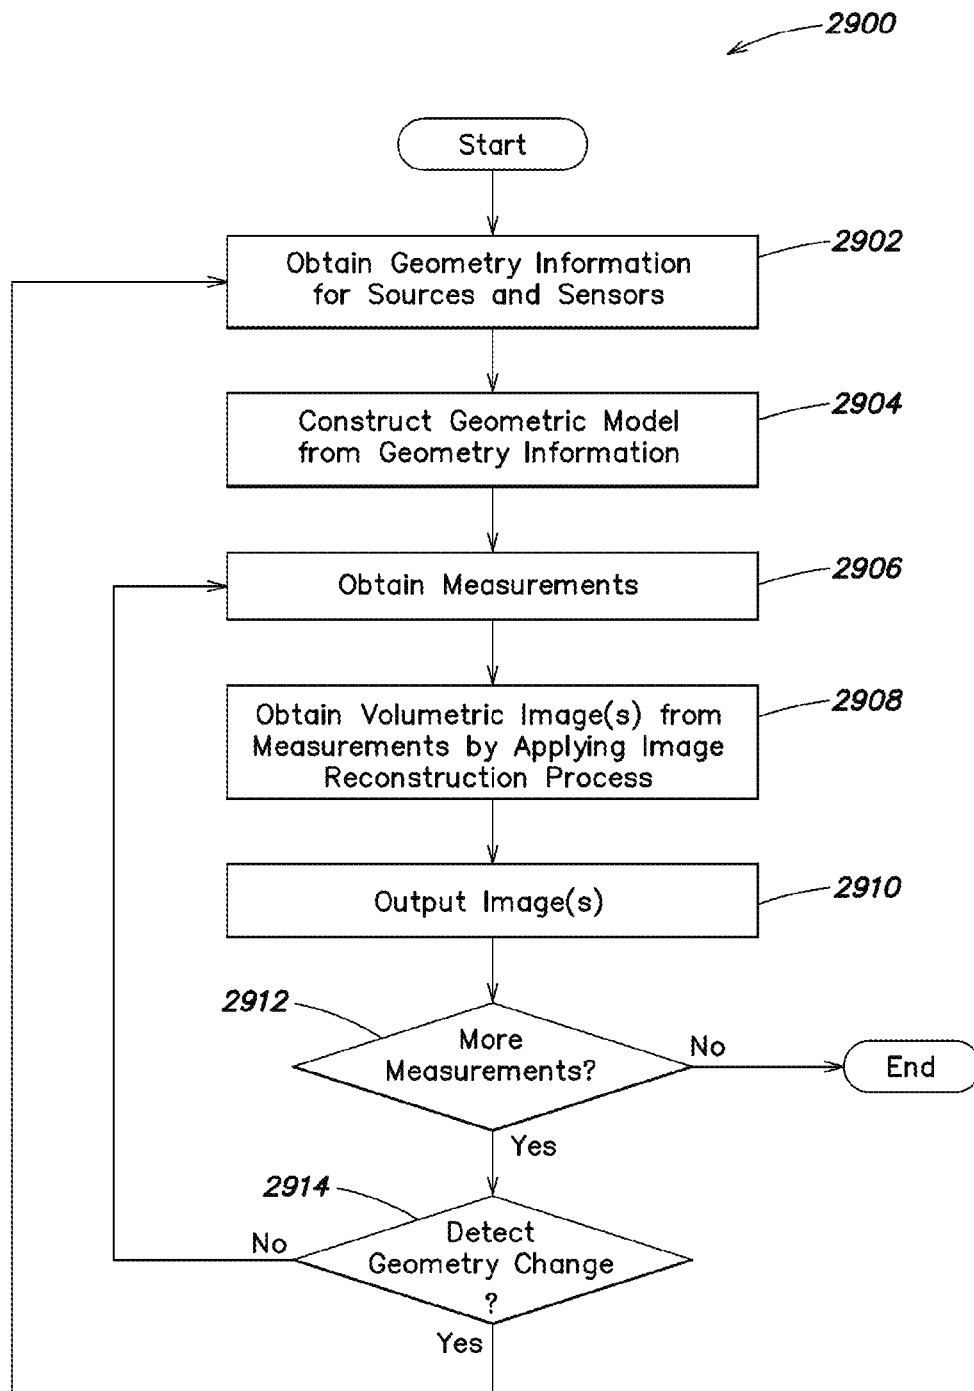 2900
Start
2902
Obtain Geometry Information
for Sources and Sensors
2904
Construct Geometric Model
from Geometry Information
2906
Obtain Measurements
2908
Obtain Volumetric Image(s) from
Measurements by Applying Image
Reconstruction Process
2910
Output Image(s)
2912
More
Measurements?
No
End
Yes
2914
Detect
Geometry Change
?
No
Yes